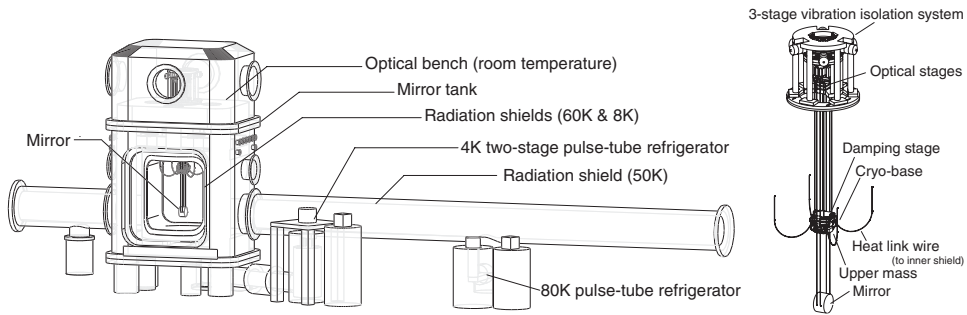 3-stage vibration isolation system
Optical bench (room temperature)
Optical stages
Mirror tank
Radiation shields (60K & 8K)
Mirror
4K two-stage pulse-tube refrigerator
Damping stage
Radiation shield (50K)
Cryo-base
Heat link wire
(to inner shield)
Upper mass
80K pulse-tube refrigerator
Mirror